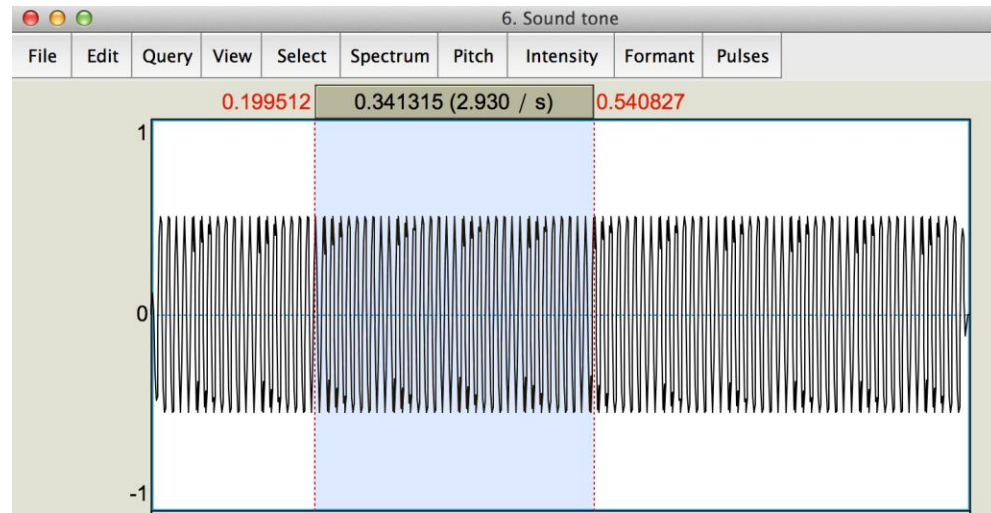 6. Sound tone
File Edit Query View Select Spectrum Pitch Intensity Formant Pulses
0.199512 0.341315 (2.930 / s) 0.540827
1
0
-1